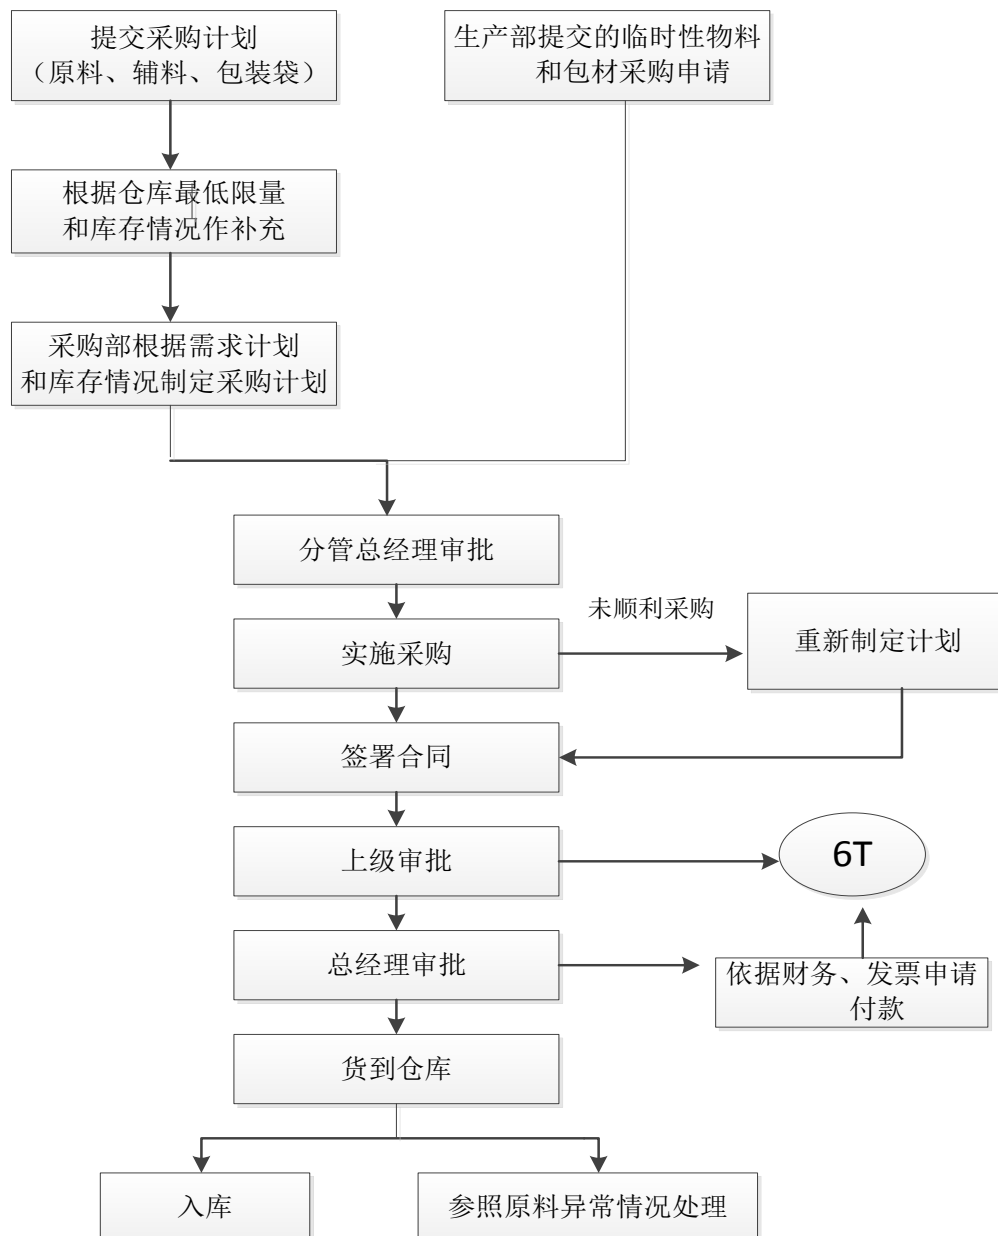 提交采购计划
（原料、辅料、包装袋）
生产部提交的临时性物料
和包材采购申请
根据仓库最低限量
和库存情况作补充
采购部根据需求计划
和库存情况制定采购计划
分管总经理审批
未顺利采购
实施采购
重新制定计划
签署合同
上级审批
6T
总经理审批
依据财务、发票申请
付款
货到仓库
入库
参照原料异常情况处理